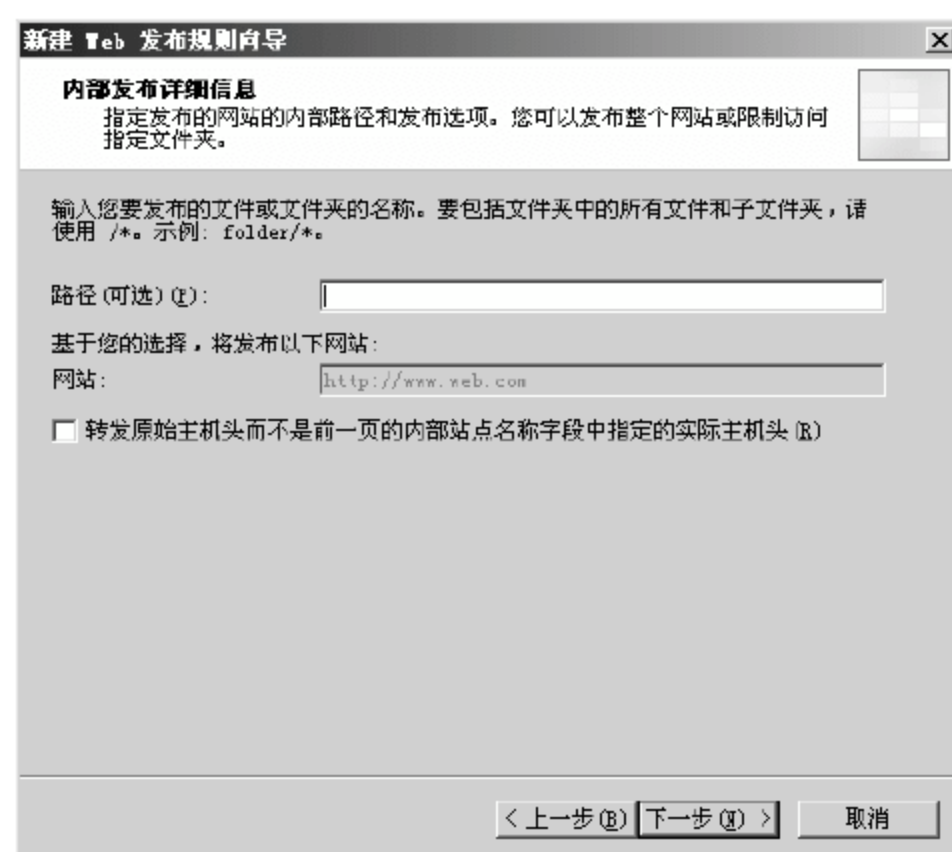 新建 Web 发布规则向导
内部发布详细信息
指定发布的网站的内部路径和发布选项。您可以发布整个网站或限制访问
指定文件夹。
输入您要发布的文件或文件夹的名称。要包括文件夹中的所有文件和子文件夹，请
使用 /*。示例: folder/*。
路径(可选)(P):
基于您的选择，将发布以下网站:
网站: http://www.web.com
转发原始主机头而不是前一页的内部站点名称字段中指定的实际主机头(R)
< 上一步(B) 下一步(N) > 取消